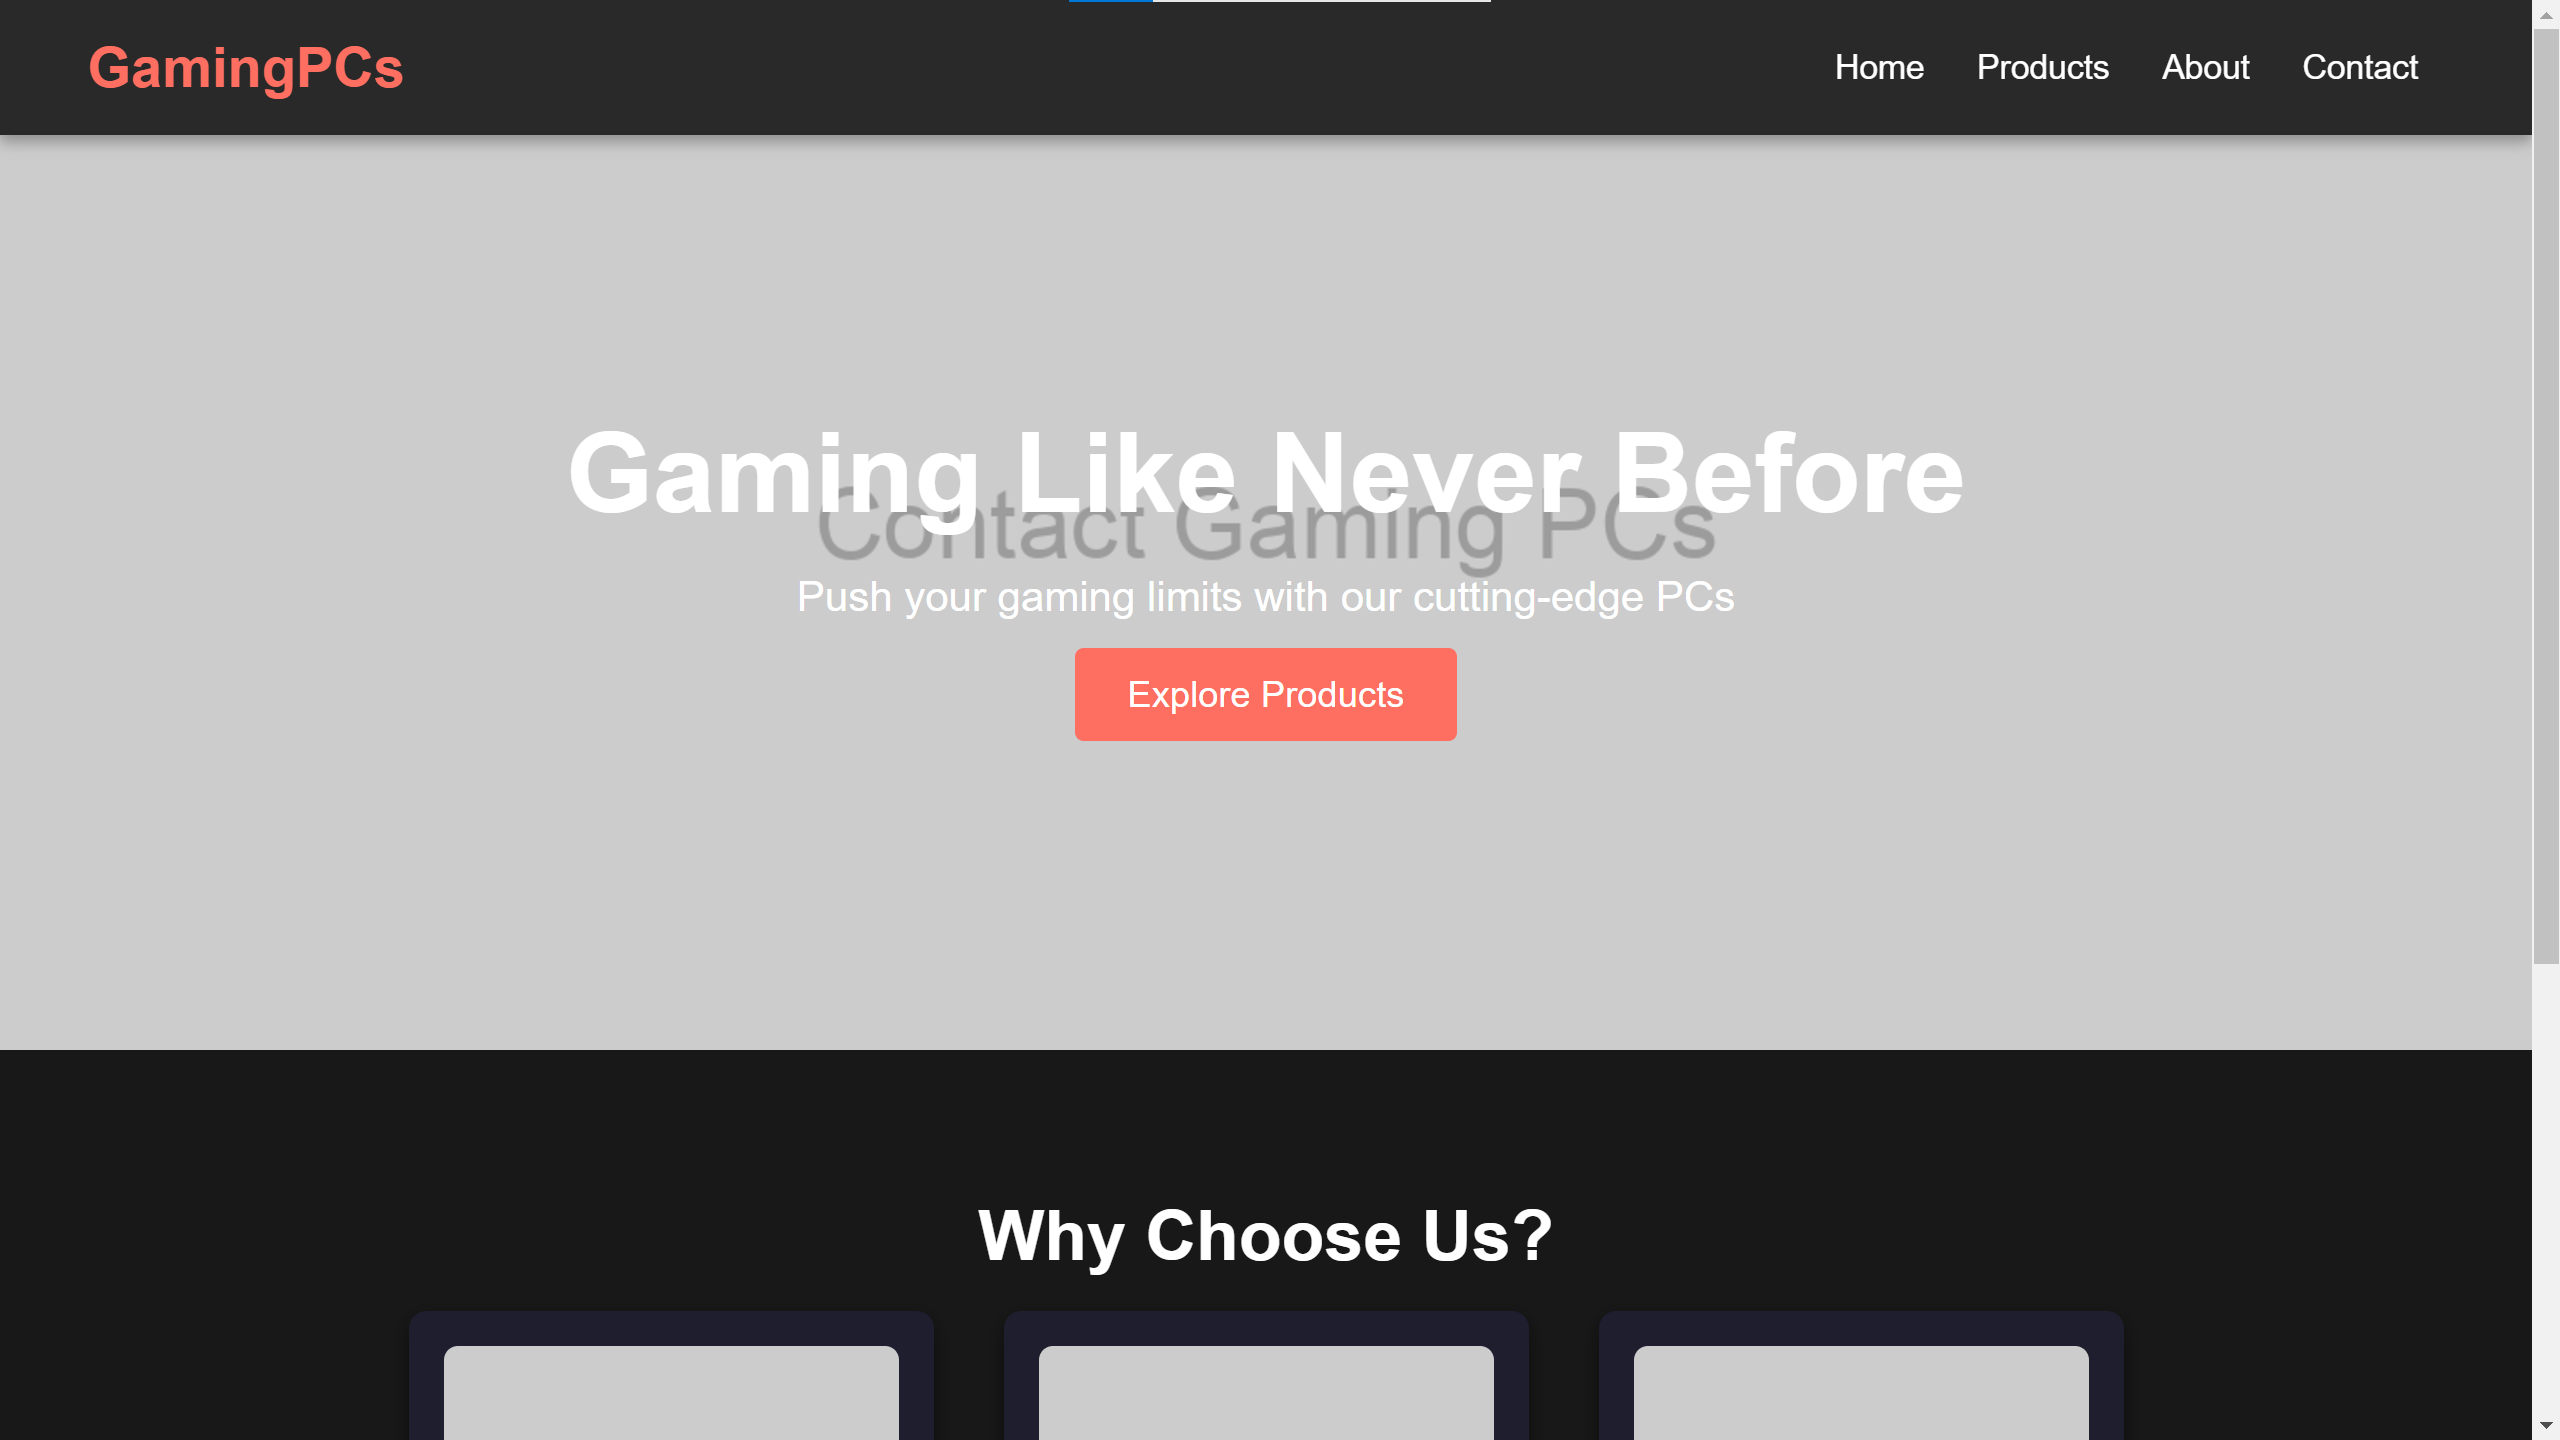 GamingPCs
Home Products About Contact
Gaming Like Never Before
Contact Gaming PCs
Push your gaming limits with our cutting-edge PCs
Explore Products
Why Choose Us?